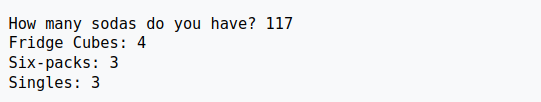 How many sodas do you have? 117
Fridge Cubes: 4
Six-packs: 3
Singles: 3